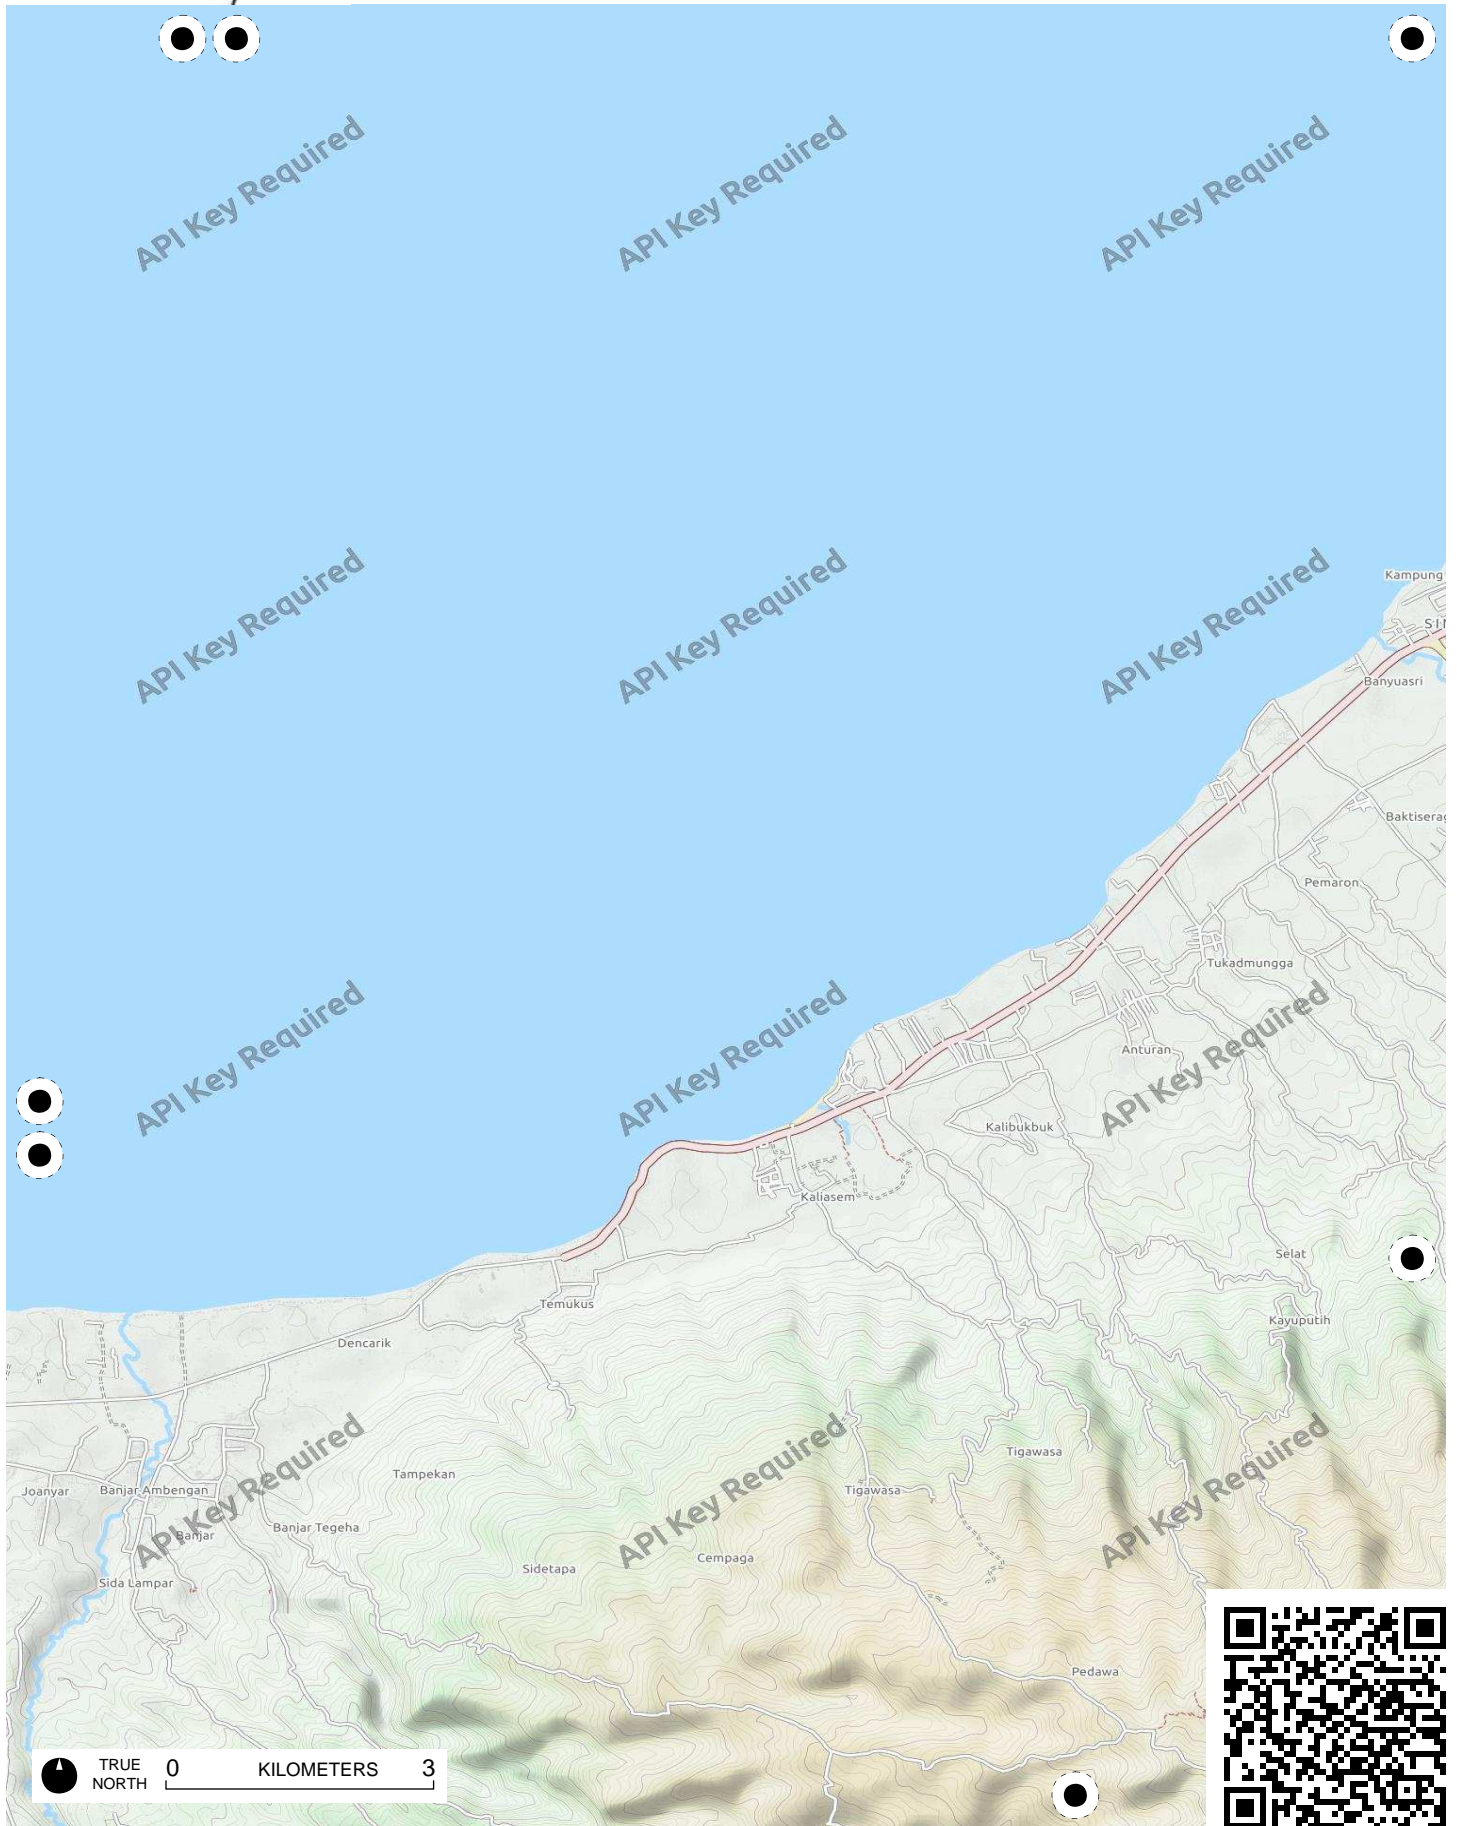 API Key Required
API Key Required
API Key Required
API Key Required
API Key Required
API Key Required
Kampung
Banyuasri
Baktiserag
Pemaron
Tukadmungga
API Key Required
API Key Required
API Key Required
Anturan
Kalibukbuk
Kaliasem
Selat
Temukus
Kayuputih
Dencarik
API Key Required
API Key Required
API Key Required
Tigawasa
Tampekan
Joanyar
Banjar Ambengan
Tigawasa
Banjar Tegeha
Banjar
Cempaga
Sidetapa
Sida Lampar
Pedawa
TRUE
NORTH
0 KILOMETERS 3